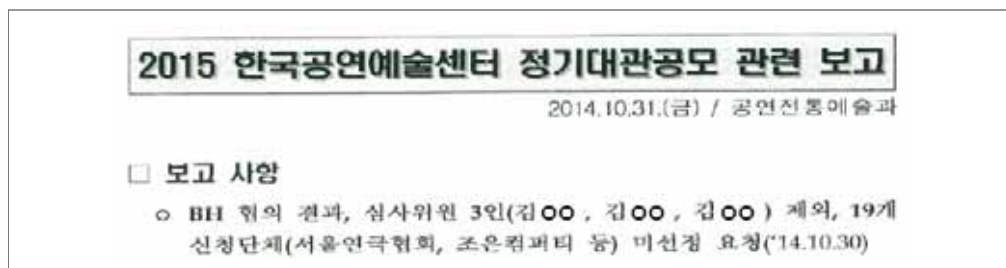 2015 한국공연예술센터 정기대관공모 관련 보고
2014.10.31.(금) / 공연전통예술과
□ 보고 사항
ㅇ BH 협의 결과, 심사위원 3인(김OO, 김OO, 김OO) 제외, 19개
신청단체(서울연극협회, 조은컴퍼티 등) 미선정 요청('14.10.30)